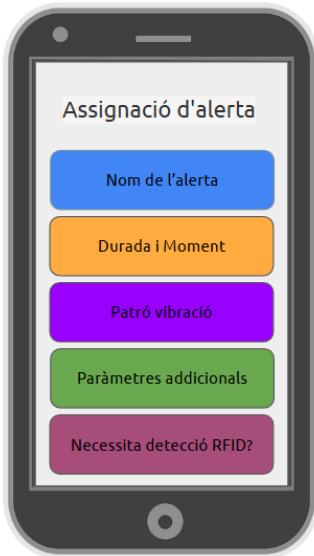 Assignació d'alerta
Nom de l’alerta
Durada i Moment
Patró vibració
Paràmetres addicionals
Necessita detecció RFID?